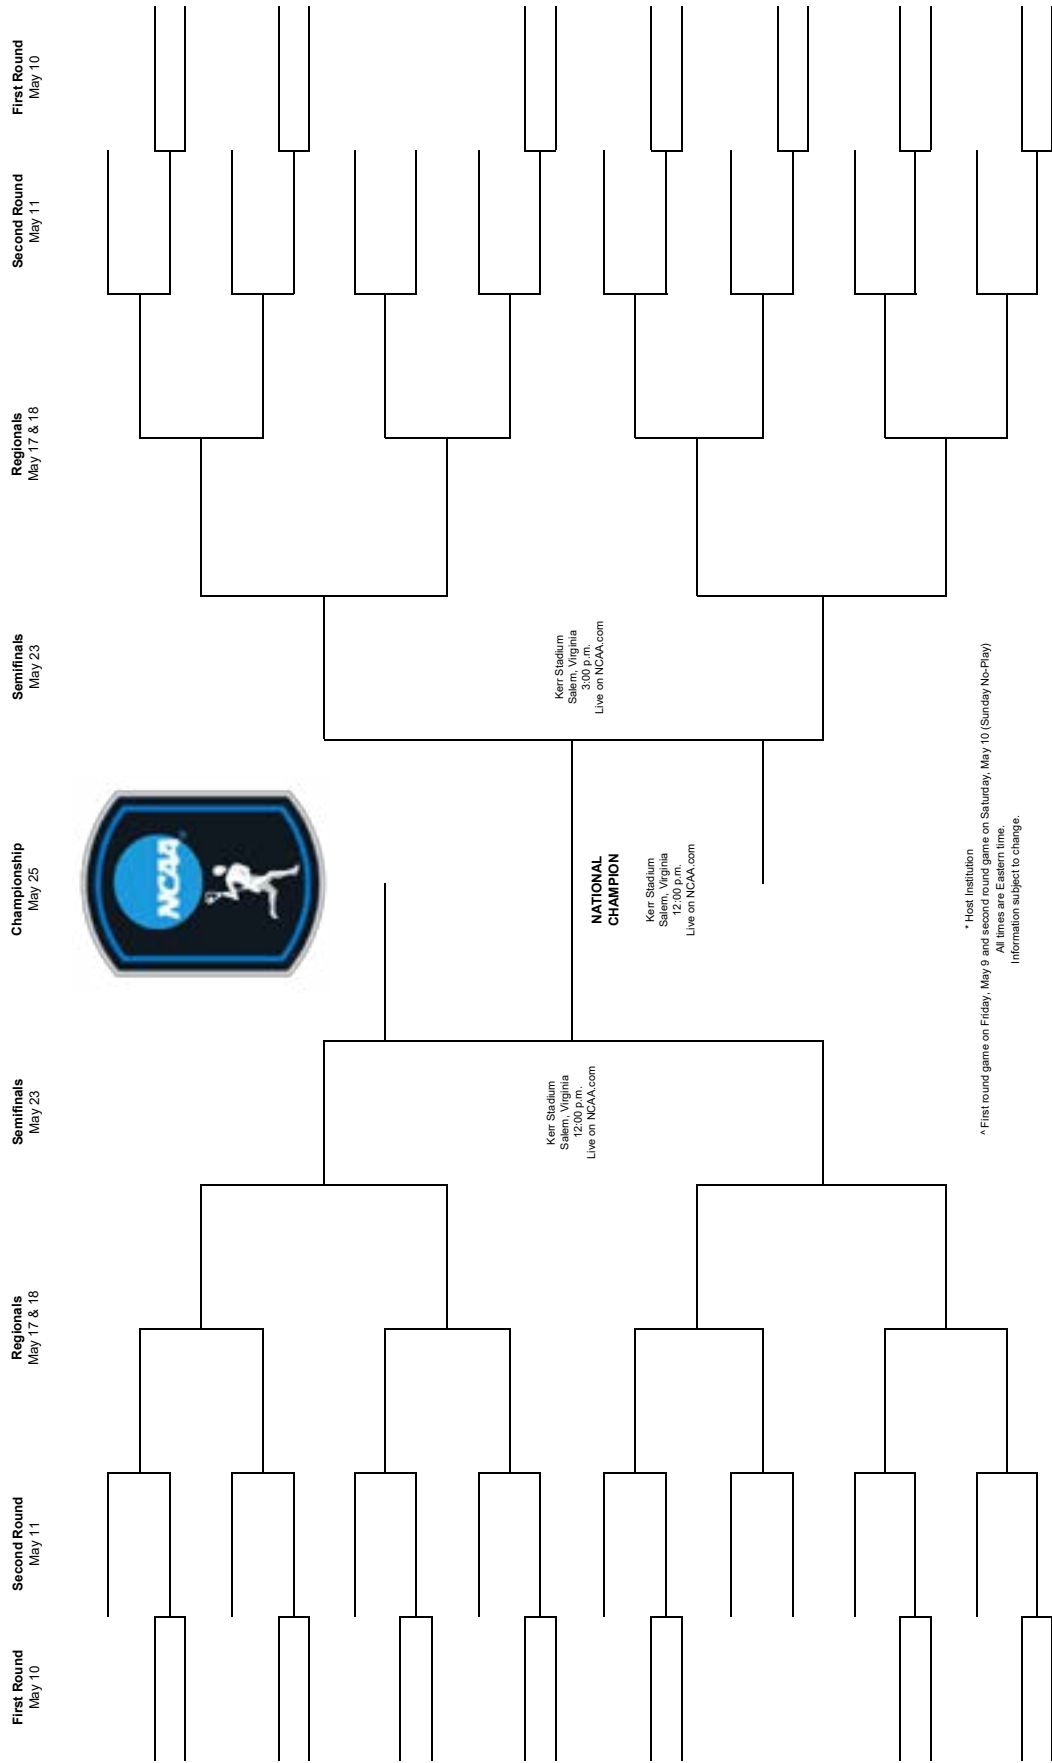 First Round
May 10
Second Round
May 11
Regionals
May 17 & 18
Semifinals
May 23
Championship
May 25
Semifinals
May 23
Regionals
May 17 & 18
Second Round
May 11
First Round
May 10
NCAA
Kerr Stadium
Salem, Virginia
12:00 p.m.
Live on NCAA.com
NATIONAL
CHAMPION
Kerr Stadium
Salem, Virginia
12:00 p.m.
Live on NCAA.com
Kerr Stadium
Salem, Virginia
3:00 p.m.
Live on NCAA.com
* Host Institution
^ First round game on Friday, May 9 and second round game on Saturday, May 10 (Sunday No-Play)
All times are Eastern time.
Information subject to change.